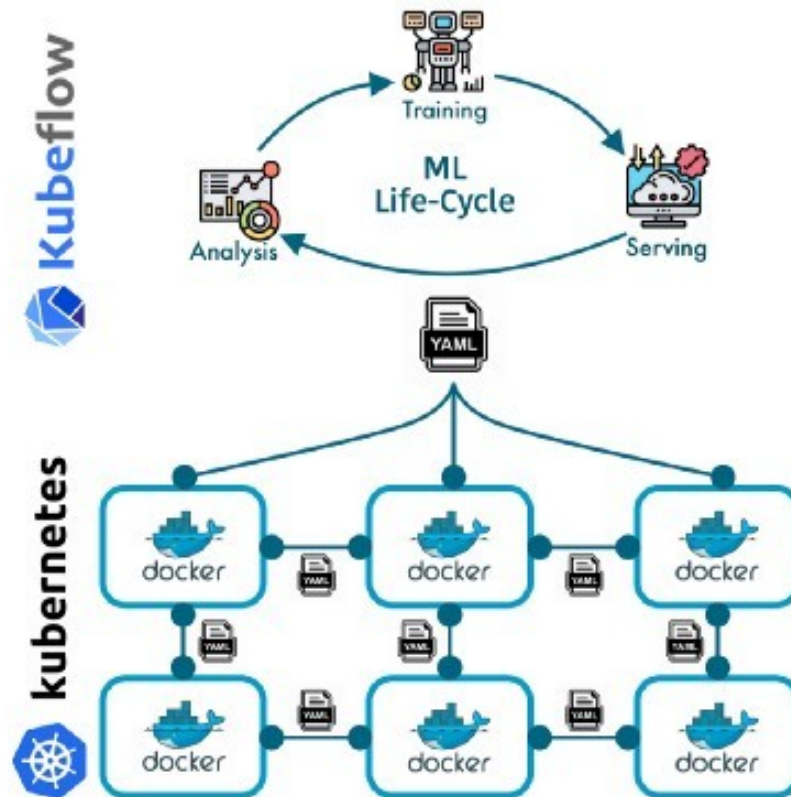 Kubeflow
Training
ML
Life-Cycle
Analysis
Serving
YAML
kubernetes
docker
docker
docker
YAML
YAML
YAML
YAML
YAML
YAML
YAML
docker
docker
docker